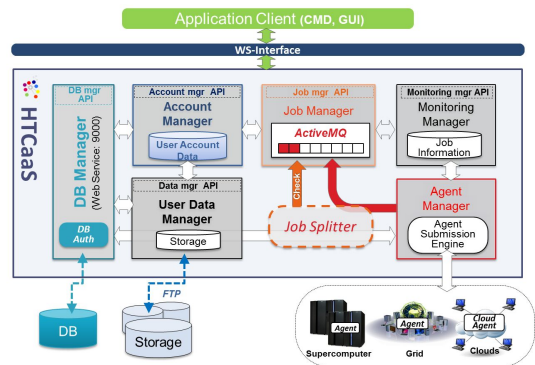 Application Client (CMD, GUI)
WS-Interface
HTCaaS
DB mgr
API
DB Manager
(Web Service: 9000)
DB
Auth
Account mgr API
Account
Manager
User Account
Data
Job mgr API
Job Manager
ActiveMQ
Monitoring mgr API
Monitoring
Manager
Job
Information
Data mgr API
User Data
Manager
Storage
Check
Job Splitter
Agent
Manager
Agent
Submission
Engine
DB
FTP
Storage
Agent
Supercomputer
Agent
Grid
Cloud
Agent
Clouds